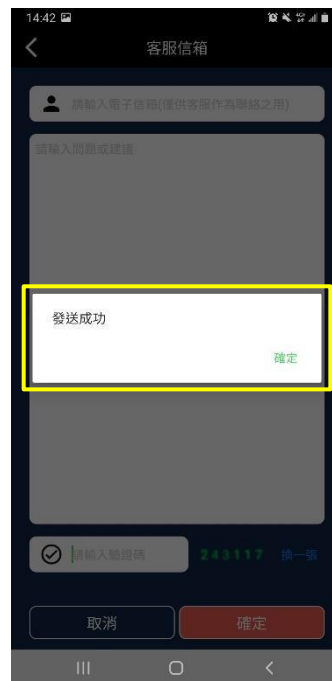 14:42
客服信箱
請輸入電子信箱(僅供客服作為聯絡之用)
請輸入問題或建議
發送成功
確定
請輸入驗證碼 243117 換一張
取消 確定